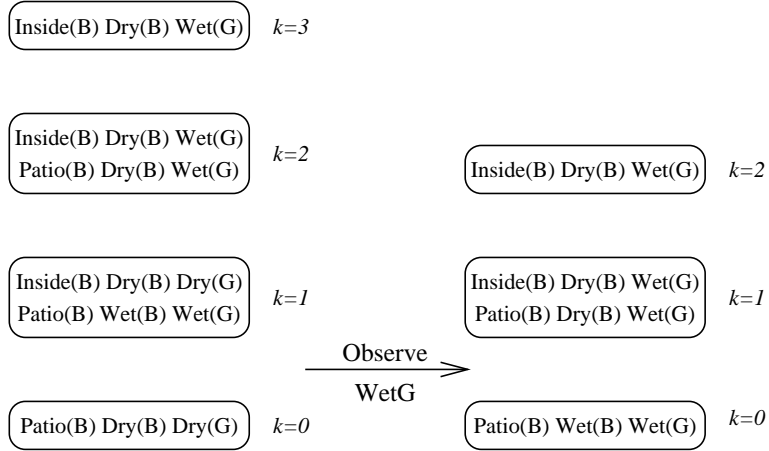 Inside(B) Dry(B) Wet(G) k=3
Inside(B) Dry(B) Wet(G)
Patio(B) Dry(B) Wet(G)
k=2
Inside(B) Dry(B) Dry(G)
Patio(B) Wet(B) Wet(G)
k=1
Patio(B) Dry(B) Dry(G) k=0
Observe
WetG
Inside(B) Dry(B) Wet(G) k=2
Inside(B) Dry(B) Wet(G)
Patio(B) Dry(B) Wet(G)
k=1
Patio(B) Wet(B) Wet(G) k=0